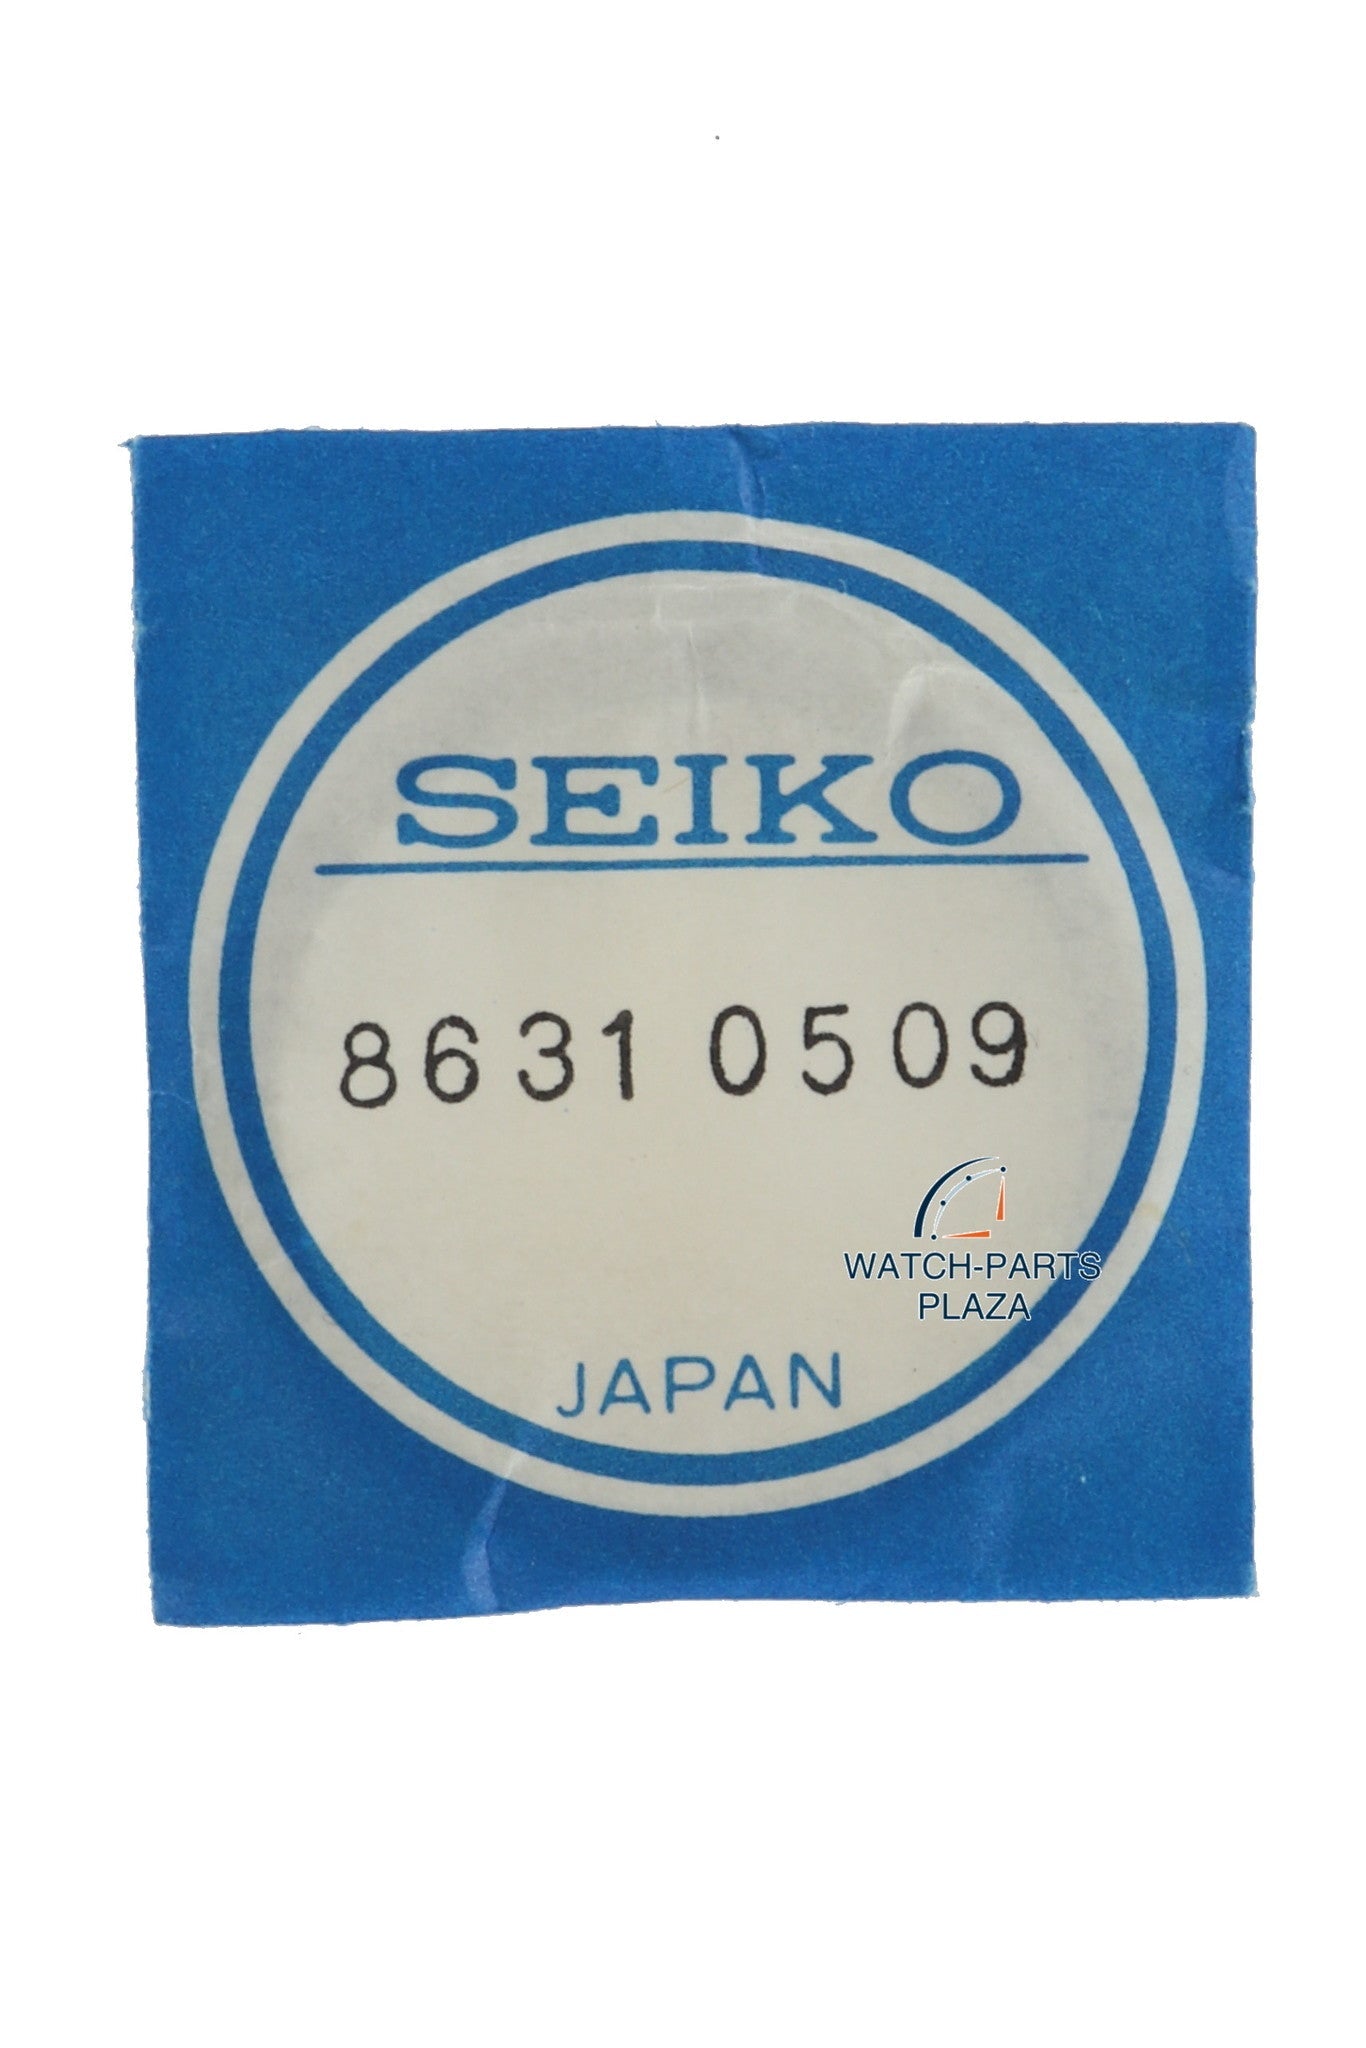 SEIKO
8631 0509
WATCH-PARTS
PLAZA
JAPAN